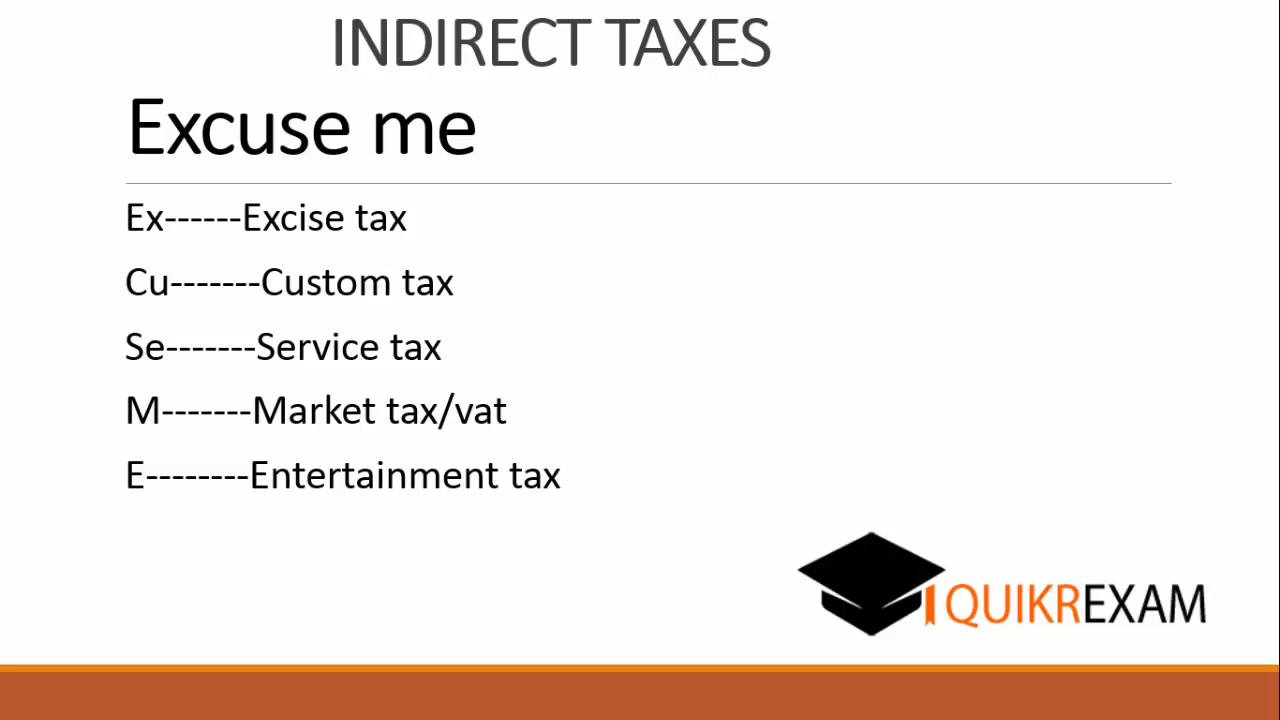 INDIRECT TAXES
Excuse me
Ex------Excise tax
Cu-------Custom tax
Se-------Service tax
M-------Market tax/vat
E--------Entertainment tax
QUIKREXAM